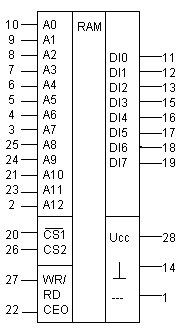 10 A0 RAM
9 A1
8 A2 DI0 11
7 A3 DI1 12
6 A4 DI2 13
5 A5 DI3 15
4 A6 DI4 16
3 A7 DI5 17
25 A8 DI6 18
24 A9 DI7 19
21 A10
23 A11
2 A12
20 CS1 Ucc 28
26 CS2
14
27 WR/
RD --- 1
22 CEO